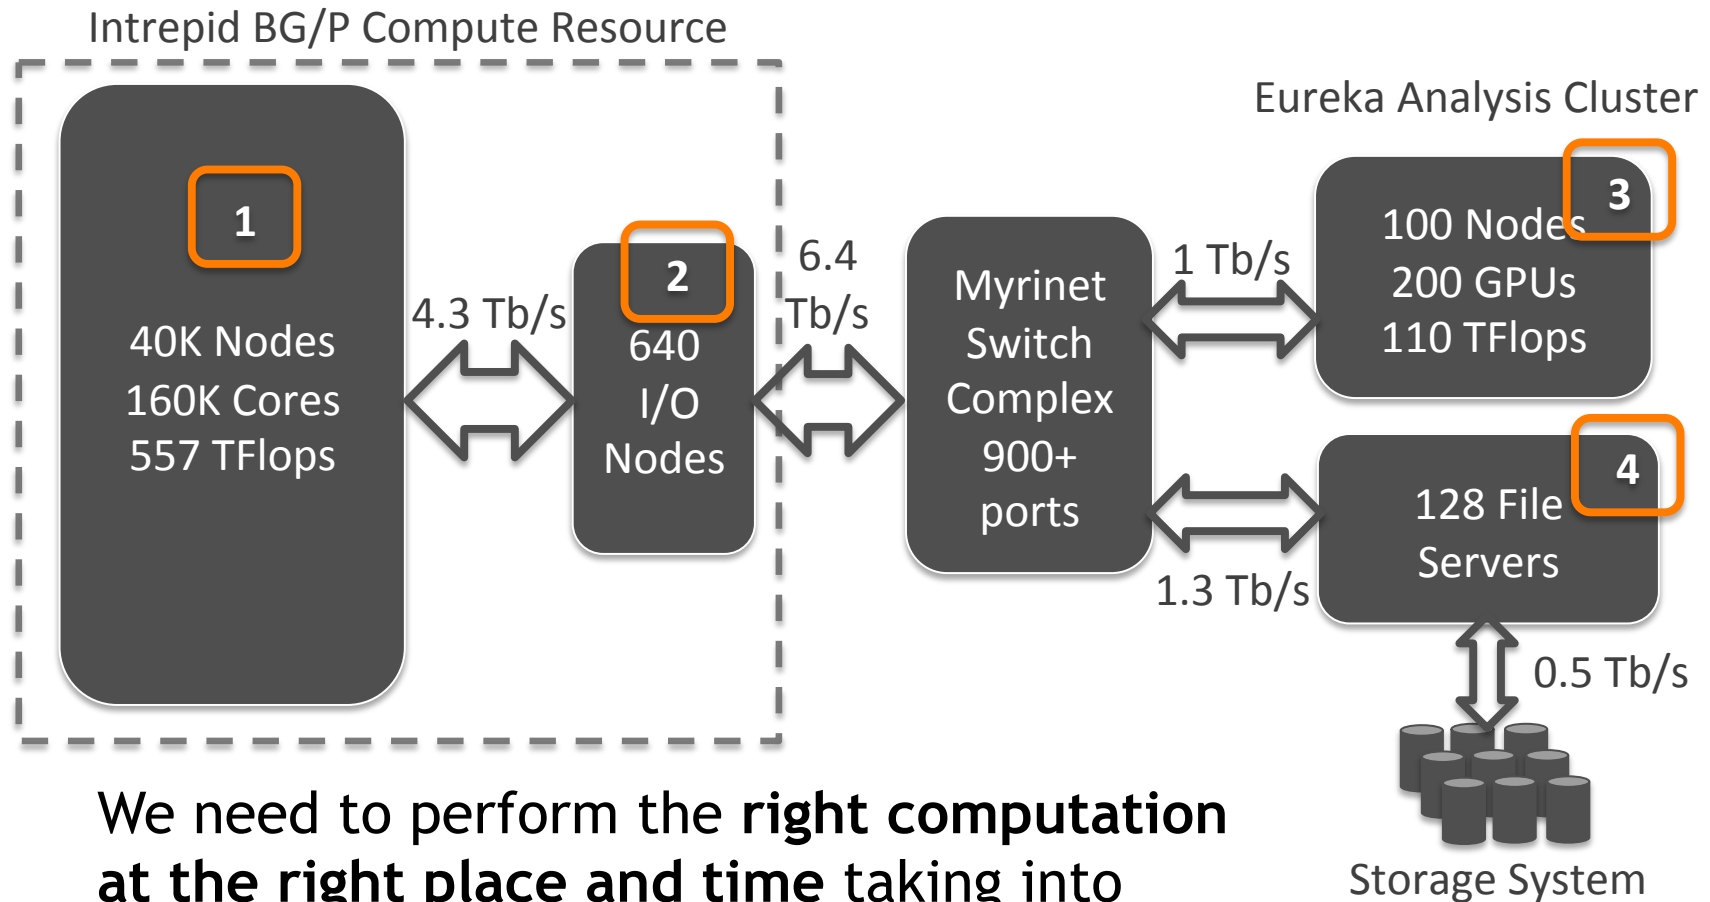 Intrepid BG/P Compute Resource
1
40K Nodes
160K Cores
557 TFlops
4.3 Tb/s
2
640
I/O
Nodes
6.4
Tb/s
Myrinet
Switch
Complex
900+
ports
1 Tb/s
Eureka Analysis Cluster
3
100 Nodes
200 GPUs
110 TFlops
1.3 Tb/s
4
128 File
Servers
0.5 Tb/s
Storage System
We need to perform the right computation
at the right place and time taking into